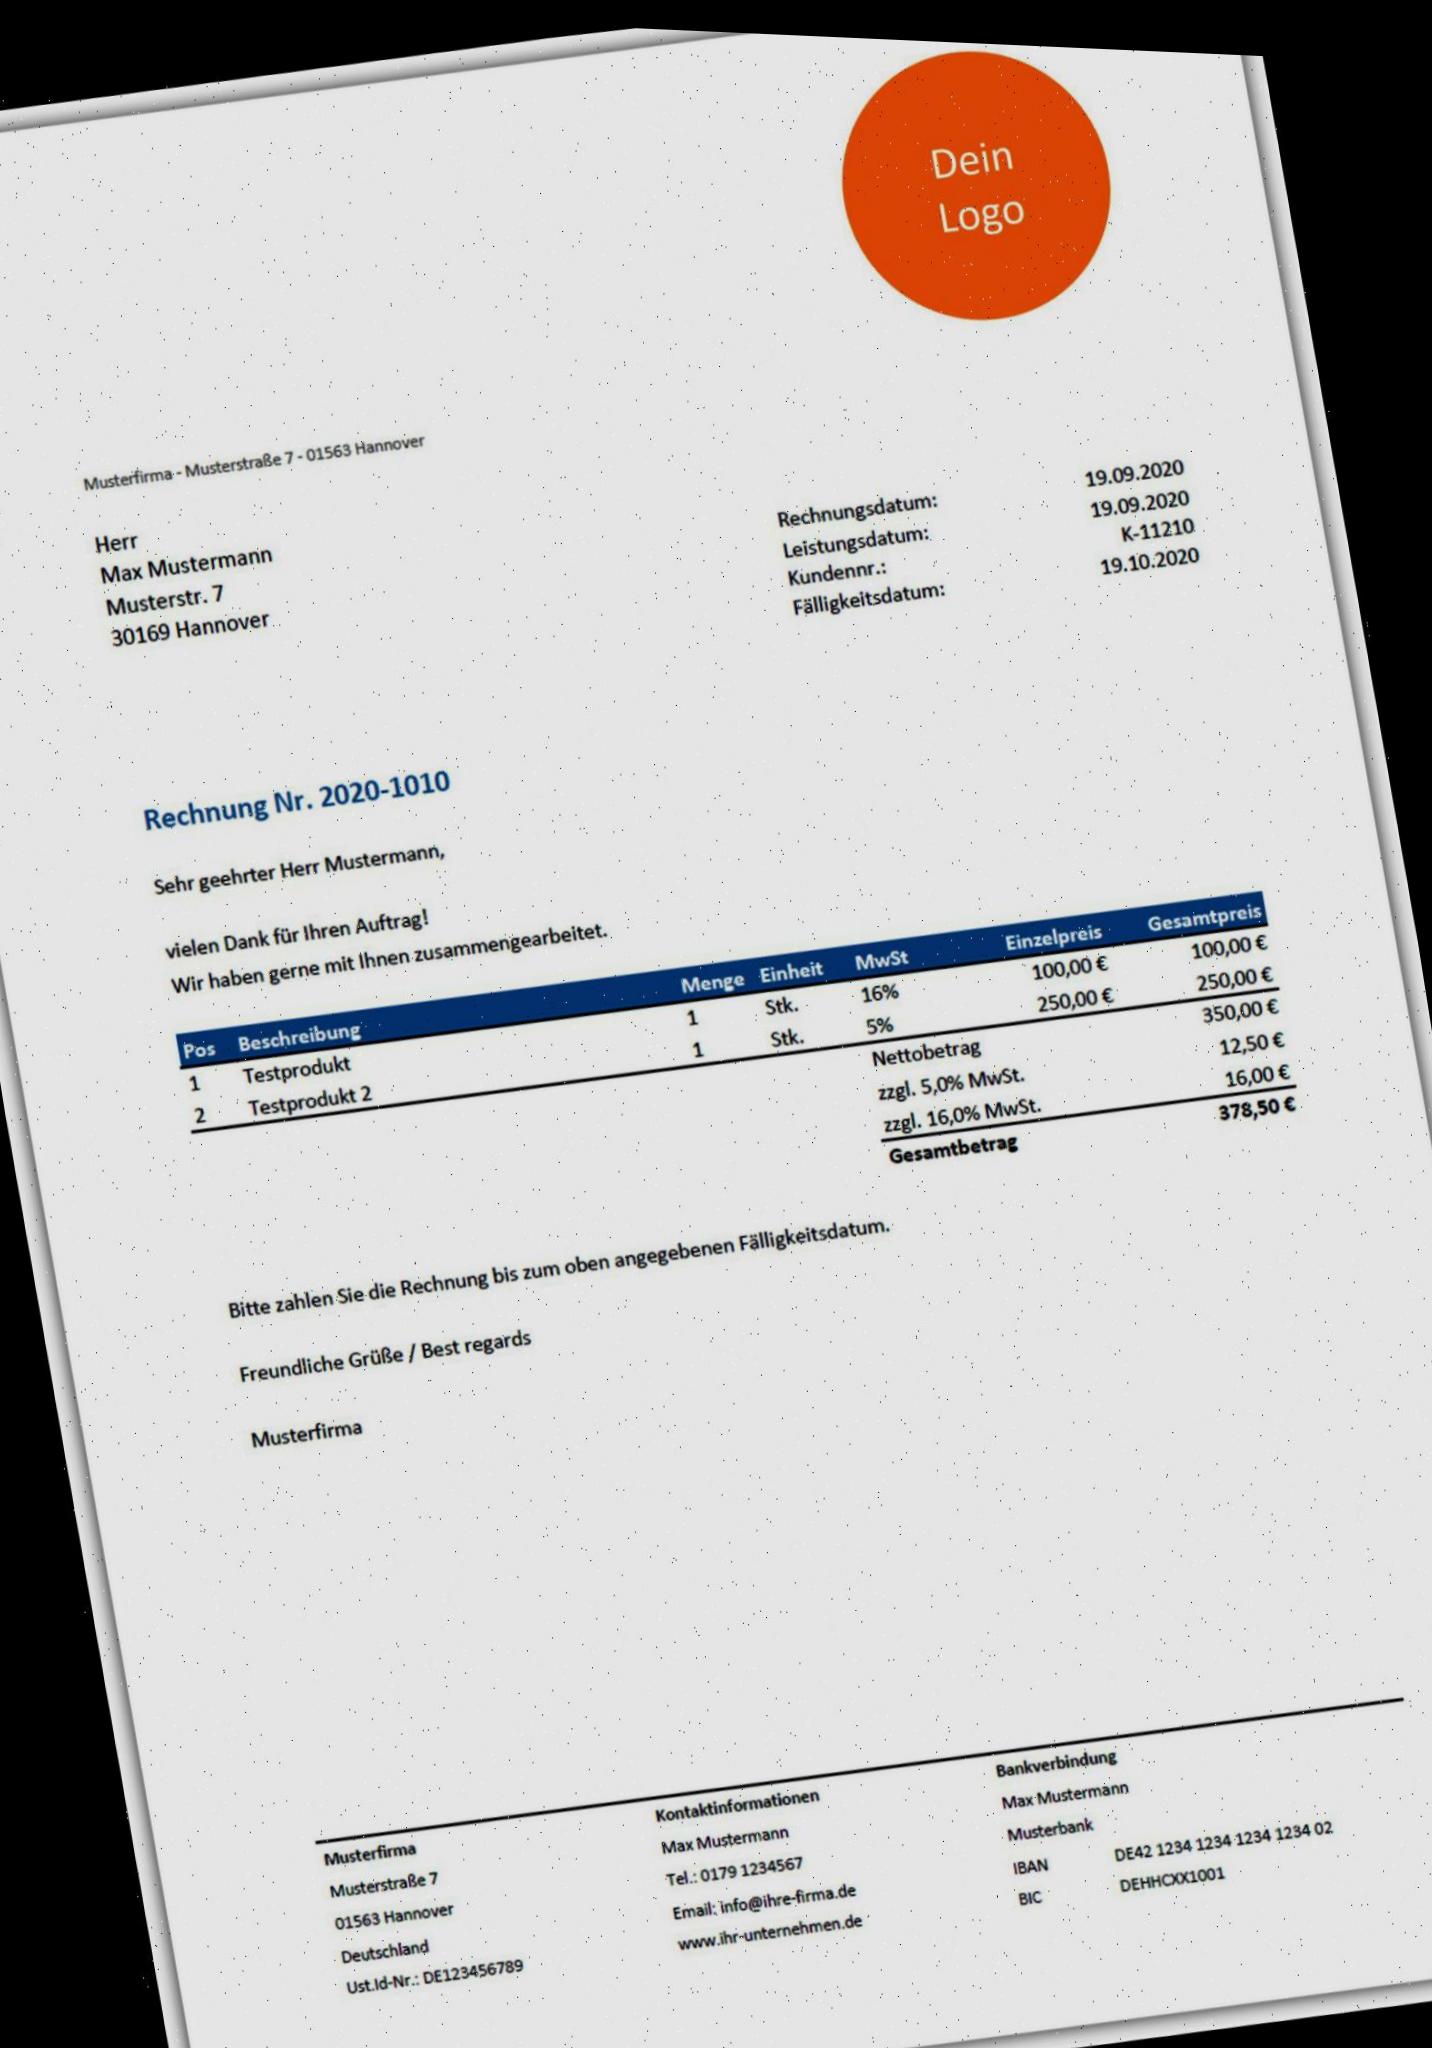 Dein
Logo
Musterfirma - Musterstraße 7 - 01563 Hannover
Herr
Max Mustermann
Musterstr. 7
30169 Hannover
Rechnungsdatum: 19.09.2020
Leistungsdatum: 19.09.2020
Kundennr.: K-11210
Fälligkeitsdatum: 19.10.2020
Rechnung Nr. 2020-1010
Sehr geehrter Herr Mustermann,
vielen Dank für Ihren Auftrag!
Wir haben gerne mit Ihnen zusammengearbeitet.
Pos Beschreibung Menge Einheit MwSt Einzelpreis Gesamtpreis
1 Testprodukt 1 Stk. 16% 100,00 € 100,00 €
2 Testprodukt 2 1 Stk. 5% 250,00 € 250,00 €
Nettobetrag 350,00 €
zzgl. 5,0% MwSt. 12,50 €
zzgl. 16,0% MwSt. 16,00 €
Gesamtbetrag 378,50 €
Bitte zahlen Sie die Rechnung bis zum oben angegebenen Fälligkeitsdatum.
Freundliche Grüße / Best regards
Musterfirma
Musterfirma
Musterstraße 7
01563 Hannover
Deutschland
Ust.Id-Nr.: DE123456789
Kontaktinformationen
Max Mustermann
Tel.: 0179 1234567
Email: info@ihre-firma.de
www.ihr-unternehmen.de
Bankverbindung
Max Mustermann
Musterbank
IBAN DE42 1234 1234 1234 1234 02
BIC DEHHCXX1001